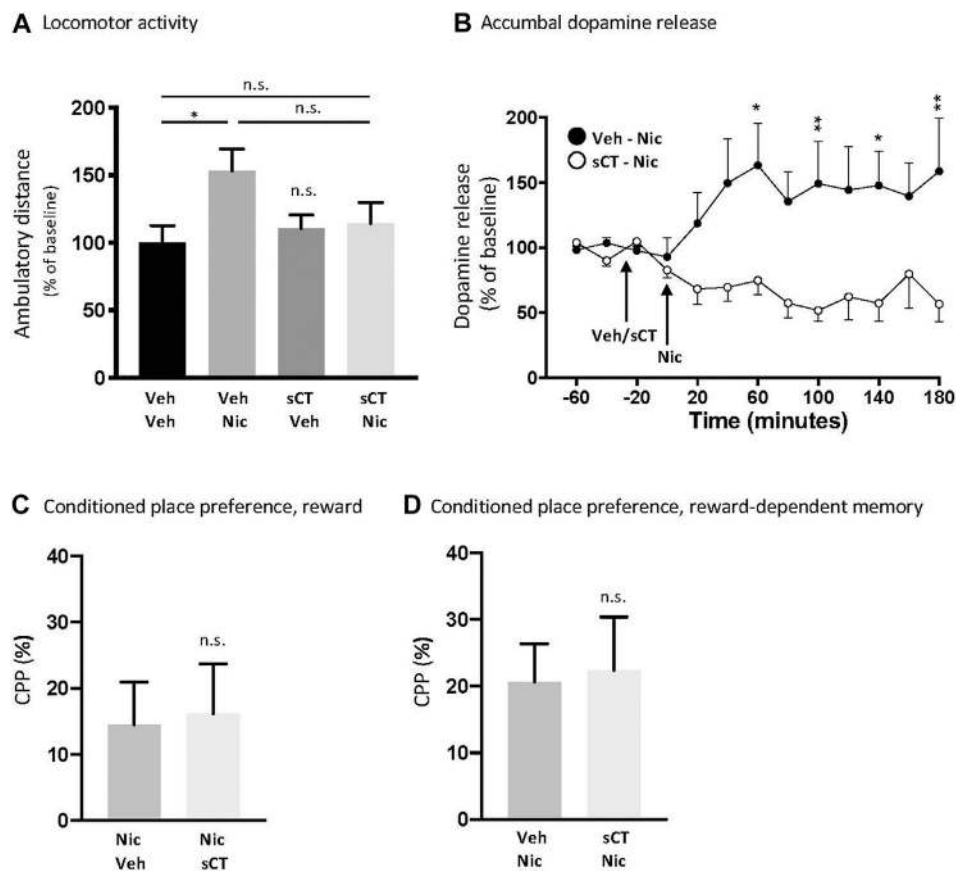 A Locomotor activity
n.s.
n.s.
*
n.s.
200
150
100
50
0
Ambulatory distance
(% of baseline)
Veh Veh sCT sCT
Veh Nic Veh Nic
B Accumbal dopamine release
Veh - Nic
sCT - Nic
* ** * **
200
150
100
50
0
Dopamine release
(% of baseline)
Veh/sCT
Nic
-60 -20 20 60 100 140 180
Time (minutes)
C Conditioned place preference, reward
40
30
20
10
0
CPP (%)
n.s.
Nic Nic
Veh sCT
D Conditioned place preference, reward-dependent memory
40
30
20
10
0
CPP (%)
n.s.
Veh sCT
Nic Nic